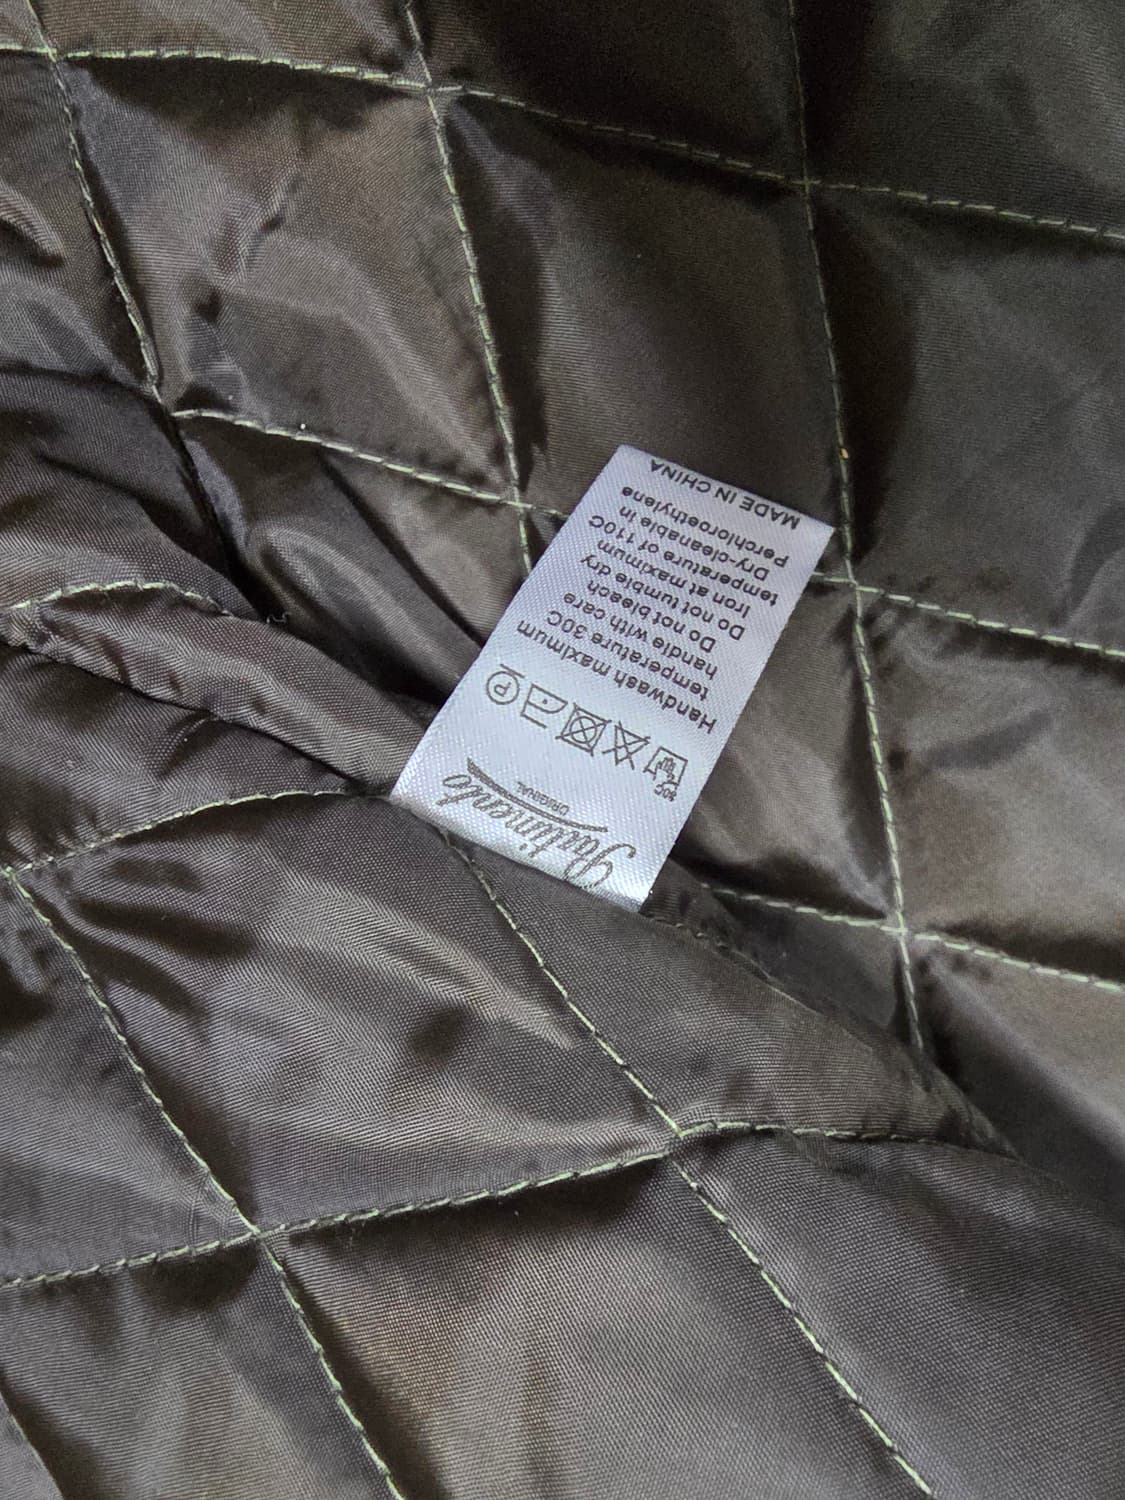 Pastimento
ORIGINAL
30C
P
Handwash maximum
temperature 30C
handle with care
Do not bleach
Do not tumble dry
Iron at maximum
temperature of 110C
Dry-cleanable in
Perchloroethylene
MADE IN CHINA